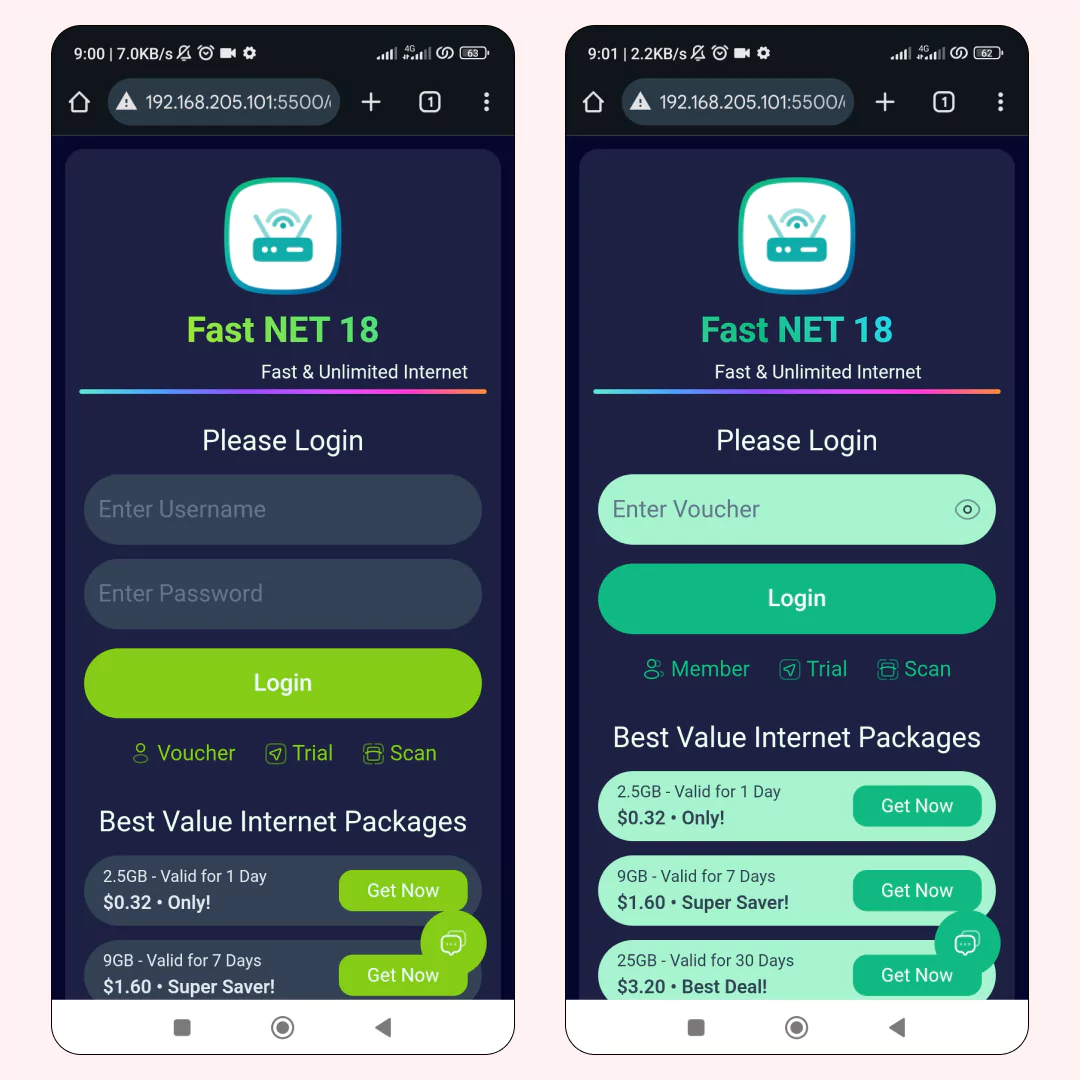 9:00 | 7.0KB/s 4G 63
192.168.205.101:5500/
1
Fast NET 18
Fast & Unlimited Internet
Please Login
Enter Username
Enter Password
Login
Voucher Trial Scan
Best Value Internet Packages
2.5GB - Valid for 1 Day
$0.32 • Only!
Get Now
9GB - Valid for 7 Days
$1.60 • Super Saver!
Get Now
9:01 | 2.2KB/s 4G 62
192.168.205.101:5500/
1
Fast NET 18
Fast & Unlimited Internet
Please Login
Enter Voucher
Login
Member Trial Scan
Best Value Internet Packages
2.5GB - Valid for 1 Day
$0.32 • Only!
Get Now
9GB - Valid for 7 Days
$1.60 • Super Saver!
Get Now
25GB - Valid for 30 Days
$3.20 • Best Deal!
Get Now